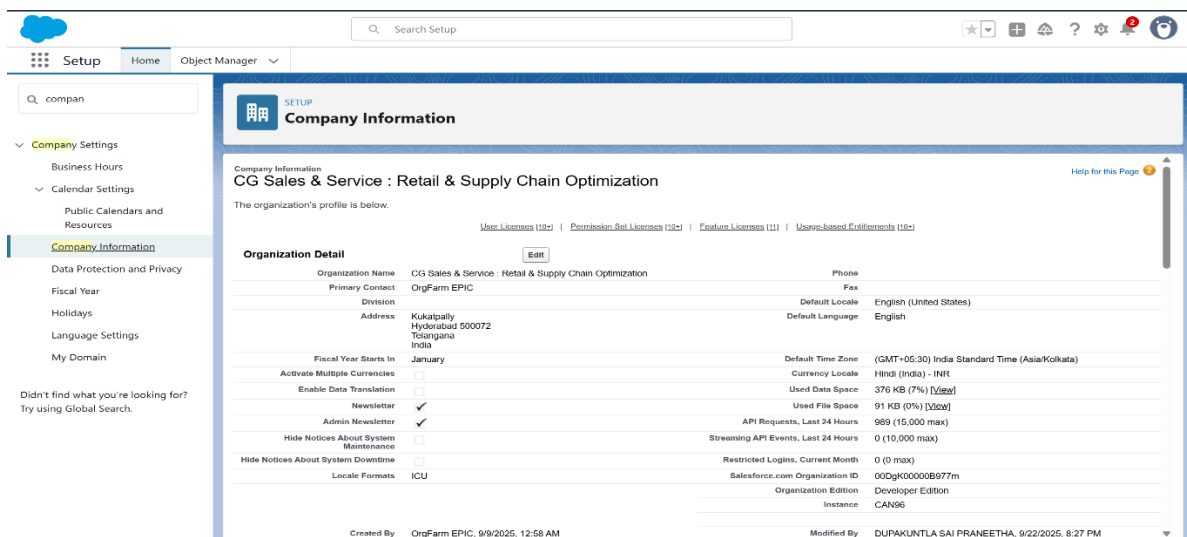 Search Setup
2
Setup
Home
Object Manager
compan
Company Settings
Business Hours
Calendar Settings
Public Calendars and
Resources
Company Information
Data Protection and Privacy
Fiscal Year
Holidays
Language Settings
My Domain
Didn't find what you're looking for?
Try using Global Search.
SETUP
Company Information
Company Information
CG Sales & Service : Retail & Supply Chain Optimization
Help for this Page
The organization's profile is below.
User Licenses [10+] | Permission Set Licenses [10+] | Feature Licenses [11] | Usage-based Entitlements [10+]
Organization Detail Edit
Organization Name CG Sales & Service : Retail & Supply Chain Optimization Phone
Primary Contact OrgFarm EPIC Fax
Division Default Locale English (United States)
Address Kukatpally Default Language English
Hyderabad 500072
Telangana
India
Fiscal Year Starts In January Default Time Zone (GMT+05:30) India Standard Time (Asia/Kolkata)
Activate Multiple Currencies Currency Locale Hindi (India) - INR
Enable Data Translation Used Data Space 376 KB (7%) [View]
Newsletter Used File Space 91 KB (0%) [View]
Admin Newsletter API Requests, Last 24 Hours 989 (15,000 max)
Hide Notices About System
Maintenance Streaming API Events, Last 24 Hours 0 (10,000 max)
Hide Notices About System Downtime Restricted Logins, Current Month 0 (0 max)
Locale Formats ICU Salesforce.com Organization ID 00DgK00000B977m
Organization Edition Developer Edition
Instance CAN96
Created By OrgFarm EPIC, 9/9/2025, 12:58 AM Modified By DUPAKUNTLA SAI PRANEETHA, 9/22/2025, 8:27 PM